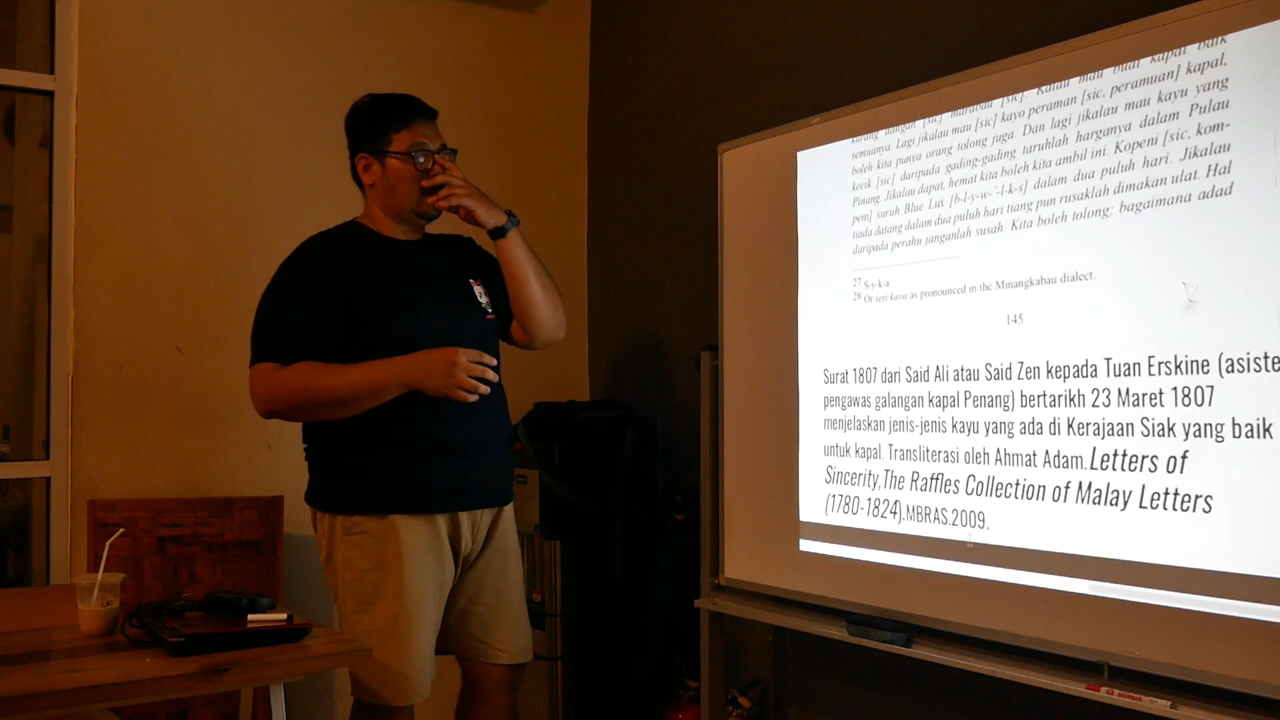 semuanya. Lagi jikalau mau [sic] kayo peraman [sic, peramuan] kapal,
boleh kita punya orang tolong juga. Dan lagi jikalau mau kayu yang
kecik [sic] daripada gading-gading taruhlah harganya dalam Pulau
Pinang Jikalau dapat, hemat kita boleh kita ambil ini. Kopeni [sic, kom-
peni] suruh Blue Lux [b-l-y-w-`-l-k-s] dalam dua puluh hari. Jikalau
tiada datang dalam dua puluh hari tiang pun rusaklah dimakan ulat. Hal
daripada perahu janganlah susah. Kita boleh tolong; bagaimana adad
27 S-y-k-a.
28 Or seri kaya as pronounced in the Minangkabau dialect.
145
Surat 1807 dari Said Ali atau Said Zen kepada Tuan Erskine (asiste
pengawas galangan kapal Penang) bertarikh 23 Maret 1807
menjelaskan jenis-jenis kayu yang ada di Kerajaan Siak yang baik
untuk kapal. Transliterasi oleh Ahmat Adam.Letters of
Sincerity.The Raffles Collection of Malay Letters
(1780-1824).MBRAS.2009.